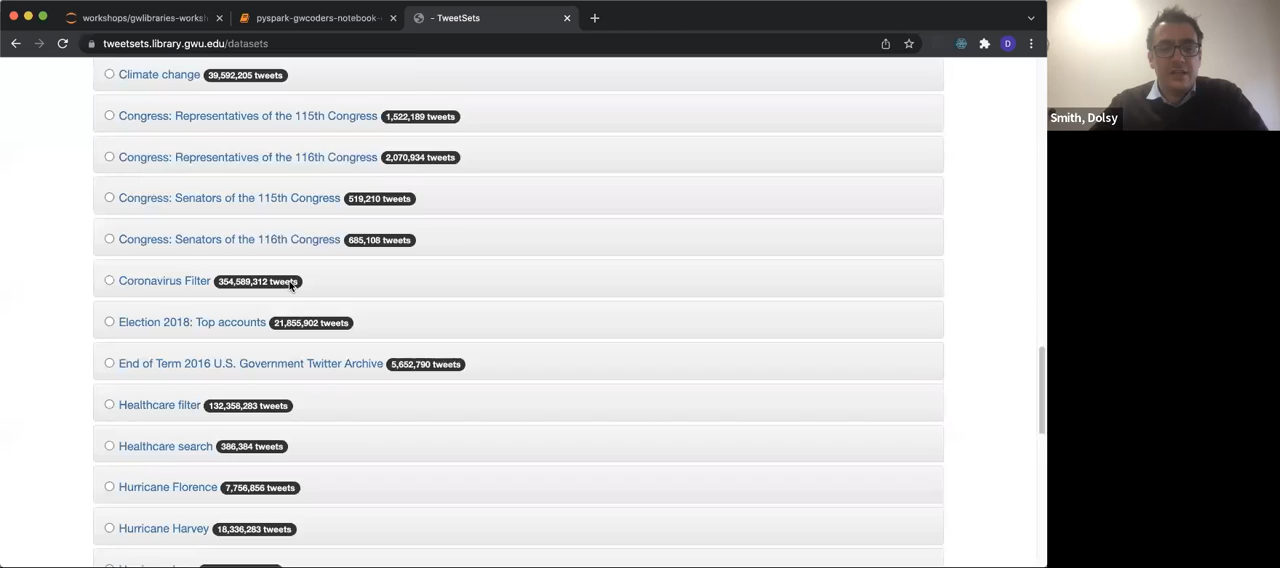 workshops/gwlibraries-worksh
pyspark-gwcoders-notebook-
- TweetSets
tweetsets.library.gwu.edu/datasets
D
Smith, Dolsy
Climate change 39,592,205 tweets
Congress: Representatives of the 115th Congress 1,522,189 tweets
Congress: Representatives of the 116th Congress 2,070,934 tweets
Congress: Senators of the 115th Congress 519,210 tweets
Congress: Senators of the 116th Congress 685,108 tweets
Coronavirus Filter 354,589,312 tweets
Election 2018: Top accounts 21,855,902 tweets
End of Term 2016 U.S. Government Twitter Archive 5,652,790 tweets
Healthcare filter 132,358,283 tweets
Healthcare search 386,384 tweets
Hurricane Florence 7,756,856 tweets
Hurricane Harvey 18,336,283 tweets